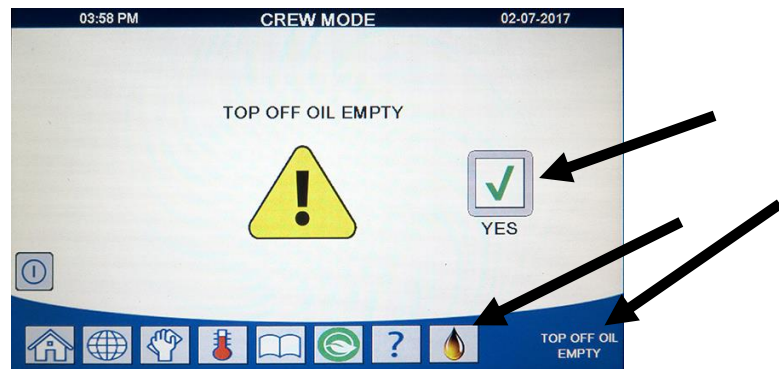 03:58 PM CREW MODE 02-07-2017
TOP OFF OIL EMPTY
YES
TOP OFF OIL
EMPTY